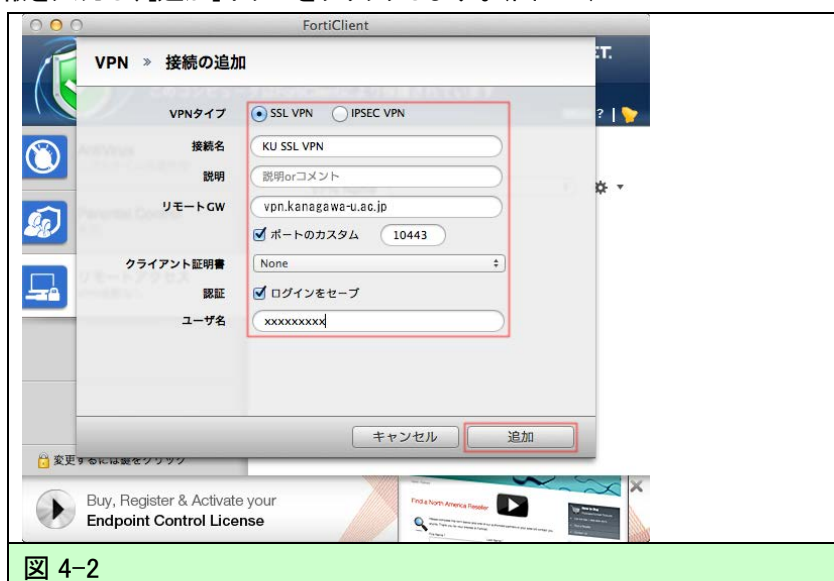 FortiClient
VPN » 接続の追加
VPNタイプ SSL VPN IPSEC VPN
接続名 KU SSL VPN
説明 説明orコメント
リモートGW vpn.kanagawa-u.ac.jp
ポートのカスタム 10443
クライアント証明書 None
認証 ログインをセーブ
ユーザ名 xxxxxxxxx
キャンセル 追加
変更するには鍵をクリック
Buy, Register & Activate your
Endpoint Control License
Find a North America Reseller
図 4-2